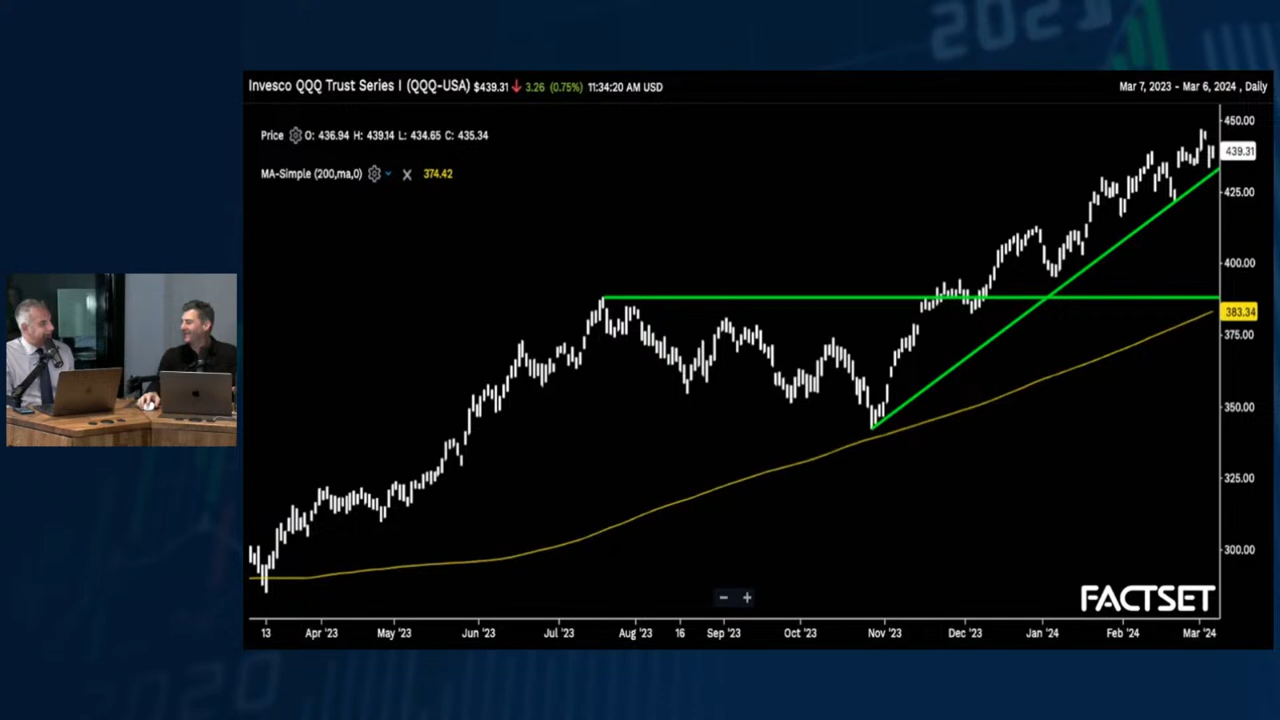 2021
Invesco QQQ Trust Series I (QQQ-USA) $439.31 3.26 (0.75%) 11:34:20 AM USD
Mar 7, 2023 - Mar 6, 2024 , Daily
Price O: 436.94 H: 439.14 L: 434.65 C: 435.34
MA-Simple (200,ma,0) X 374.42
450.00
439.31
425.00
400.00
383.34
375.00
350.00
325.00
300.00
FACTSET
13 Apr '23 May '23 Jun '23 Jul '23 Aug '23 16 Sep '23 Oct '23 Nov '23 Dec '23 Jan '24 Feb '24 Mar '24